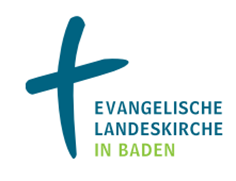 EVANGELISCHE
LANDESKIRCHE
IN BADEN